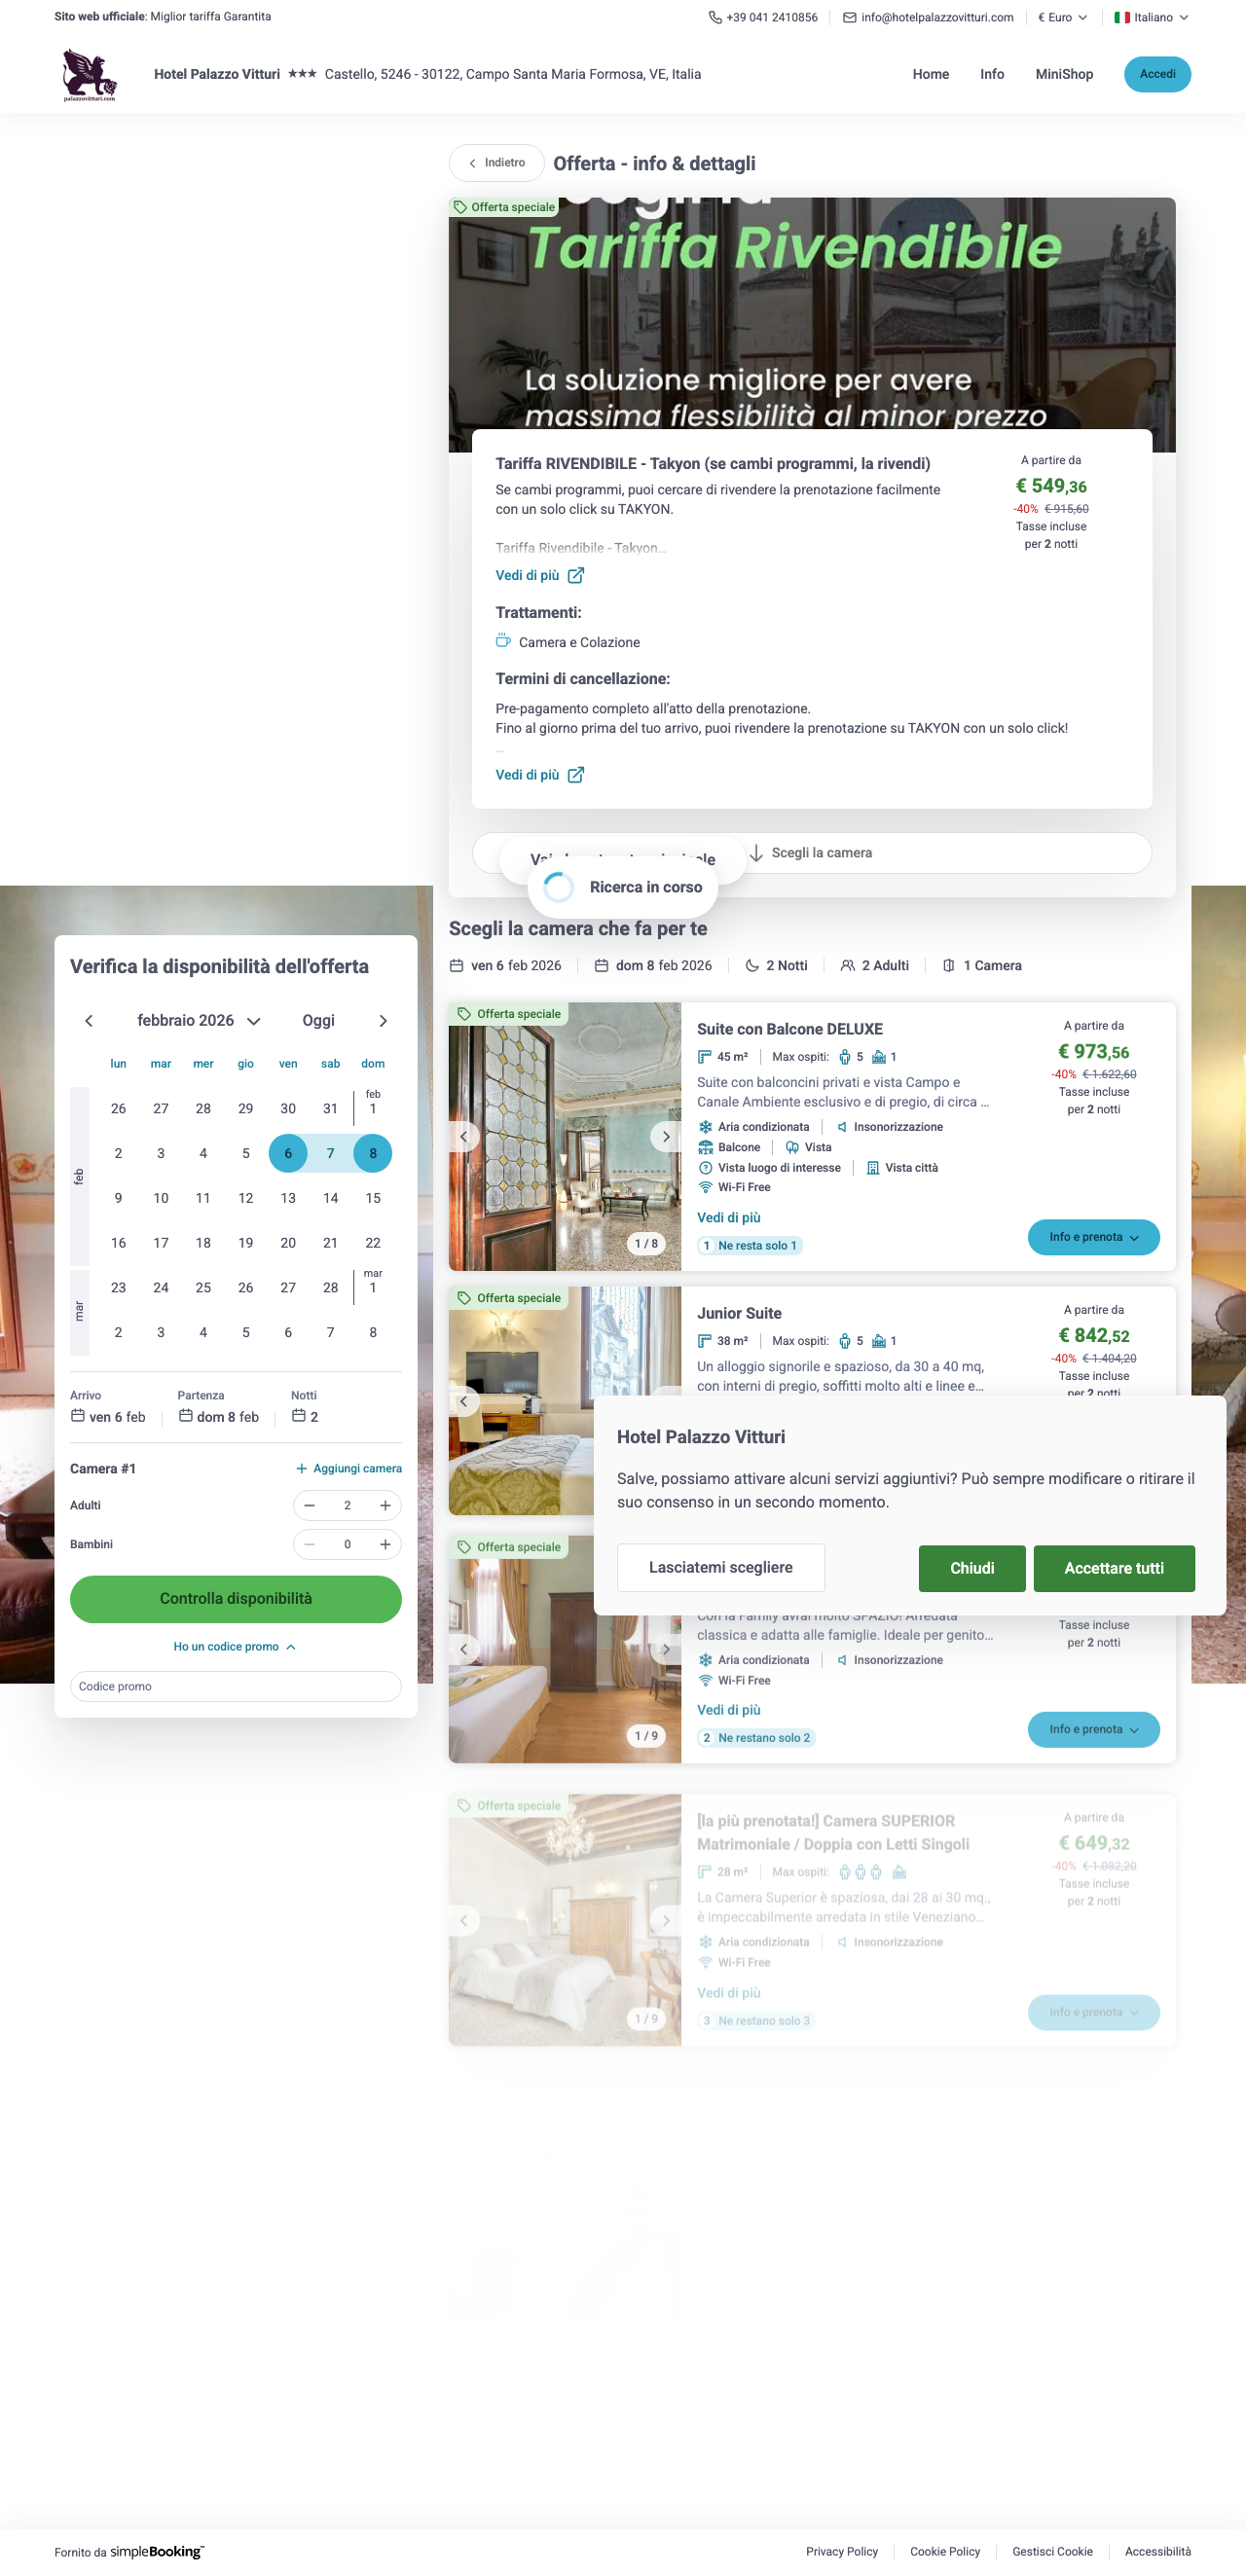 Sito web ufficiale: Miglior tariffa Garantita
+39 041 2410856
info@hotelpalazzovitturi.com
€ Euro
Italiano
palazzovitturi.com
Hotel Palazzo Vitturi ★★★ Castello, 5246 - 30122, Campo Santa Maria Formosa, VE, Italia
Home
Info
MiniShop
Accedi
Indietro
Offerta - info & dettagli
Offerta speciale
Tariffa Rivendibile
La soluzione migliore per avere
massima flessibilità al minor prezzo
Tariffa RIVENDIBILE - Takyon (se cambi programmi, la rivendi)
Se cambi programmi, puoi cercare di rivendere la prenotazione facilmente
con un solo click su TAKYON.
Tariffa Rivendibile - Takyon...
Vedi di più
A partire da
€ 549,36
-40% € 915,60
Tasse incluse
per 2 notti
Trattamenti:
Camera e Colazione
Termini di cancellazione:
Pre-pagamento completo all'atto della prenotazione.
Fino al giorno prima del tuo arrivo, puoi rivendere la prenotazione su TAKYON con un solo click!
...
Vedi di più
Scegli la camera
Ricerca in corso
Scegli la camera che fa per te
ven 6 feb 2026
dom 8 feb 2026
2 Notti
2 Adulti
1 Camera
Verifica la disponibilità dell'offerta
febbraio 2026
Oggi
lun mar mer gio ven sab dom
feb
feb
26 27 28 29 30 31 1
2 3 4 5 6 7 8
9 10 11 12 13 14 15
16 17 18 19 20 21 22
mar
mar
23 24 25 26 27 28 1
2 3 4 5 6 7 8
Arrivo
ven 6 feb
Partenza
dom 8 feb
Notti
2
Camera #1
Aggiungi camera
Adulti
2
Bambini
0
Controlla disponibilità
Ho un codice promo
Codice promo
Offerta speciale
1 / 8
Suite con Balcone DELUXE
45 m²
Max ospiti: 5 1
Suite con balconcini privati e vista Campo e
Canale Ambiente esclusivo e di pregio, di circa ...
Aria condizionata
Insonorizzazione
Balcone
Vista
Vista luogo di interesse
Vista città
Wi-Fi Free
Vedi di più
1 Ne resta solo 1
A partire da
€ 973,56
-40% € 1.622,60
Tasse incluse
per 2 notti
Info e prenota
Offerta speciale
Junior Suite
38 m²
Max ospiti: 5 1
Un alloggio signorile e spazioso, da 30 a 40 mq,
con interni di pregio, soffitti molto alti e linee e...
A partire da
€ 842,52
-40% € 1.404,20
Tasse incluse
per 2 notti
Hotel Palazzo Vitturi
Salve, possiamo attivare alcuni servizi aggiuntivi? Può sempre modificare o ritirare il
suo consenso in un secondo momento.
Lasciatemi scegliere
Chiudi
Accettare tutti
Offerta speciale
1 / 9
Con la Family avrai molto SPAZIO! Arredata
classica e adatta alle famiglie. Ideale per genito...
Aria condizionata
Insonorizzazione
Wi-Fi Free
Vedi di più
2 Ne restano solo 2
Tasse incluse
per 2 notti
Info e prenota
Offerta speciale
1 / 9
[la più prenotata!] Camera SUPERIOR
Matrimoniale / Doppia con Letti Singoli
28 m²
Max ospiti:
La Camera Superior è spaziosa, dai 28 ai 30 mq.,
è impeccabilmente arredata in stile Veneziano...
Aria condizionata
Insonorizzazione
Wi-Fi Free
Vedi di più
3 Ne restano solo 3
A partire da
€ 649,32
-40% € 1.082,20
Tasse incluse
per 2 notti
Info e prenota
Fornito da simpleBooking™
Privacy Policy
Cookie Policy
Gestisci Cookie
Accessibilità